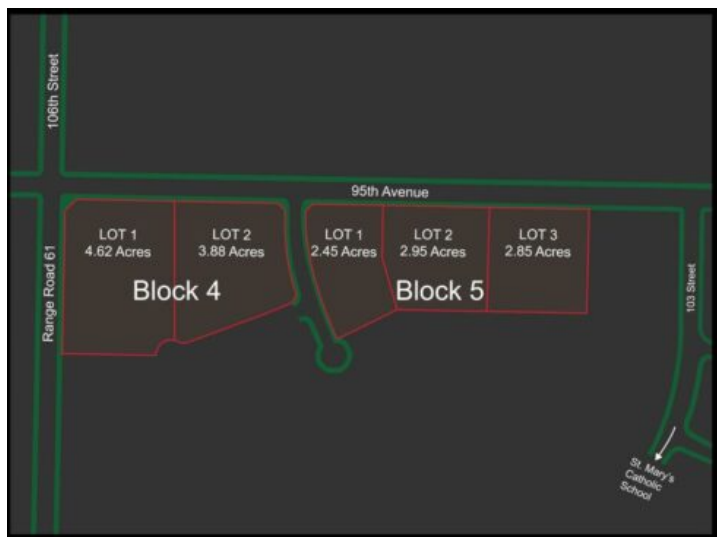 106th Street
95th Avenue
LOT 1
4.62 Acres
LOT 2
3.88 Acres
LOT 1
2.45 Acres
LOT 2
2.95 Acres
LOT 3
2.85 Acres
Block 4
Block 5
Range Road 61
103 Street
St. Mary's
Catholic
School